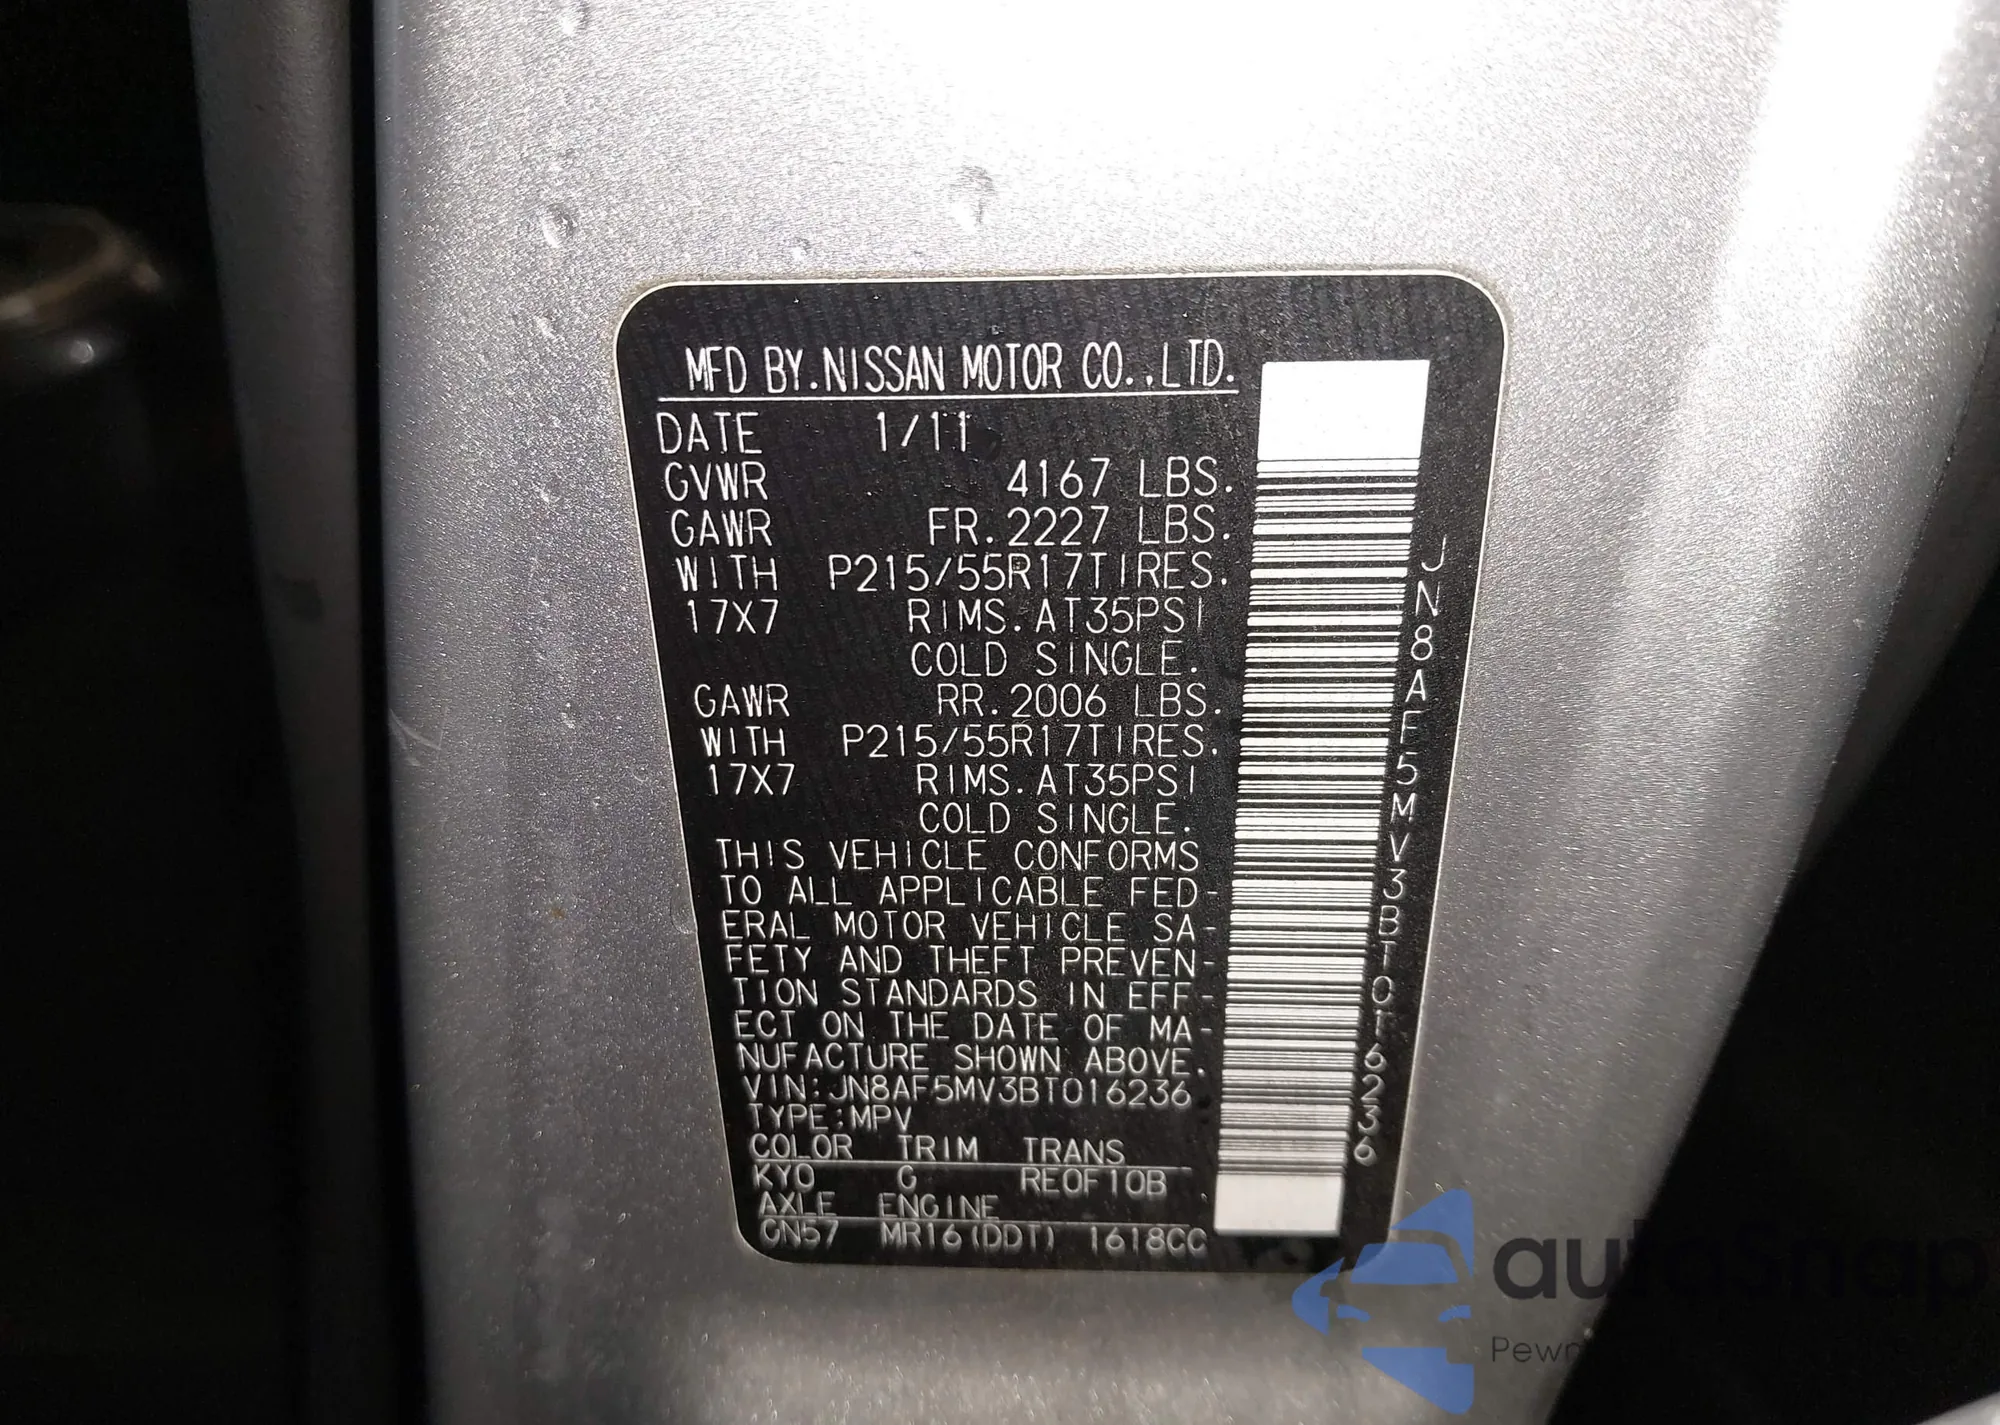 MFD BY.NISSAN MOTOR CO.,LTD.
DATE 1/11
GVWR 4167 LBS.
GAWR FR.2227 LBS.
WITH P215/55R17TIRES.
17X7 RIMS.AT35PSI
COLD SINGLE.
GAWR RR.2006 LBS.
WITH P215/55R17TIRES.
17X7 RIMS.AT35PSI
COLD SINGLE.
THIS VEHICLE CONFORMS
TO ALL APPLICABLE FED-
ERAL MOTOR VEHICLE SA-
FETY AND THEFT PREVEN-
TION STANDARDS IN EFF-
ECT ON THE DATE OF MA-
NUFACTURE SHOWN ABOVE.
VIN:JN8AF5MV3BT016236
TYPE:MPV
COLOR TRIM TRANS
KY0 G RE0F10B
AXLE ENGINE
GN57 MR16(DDT) 1618CC
JN8AF5MV3BT016236
autosnap